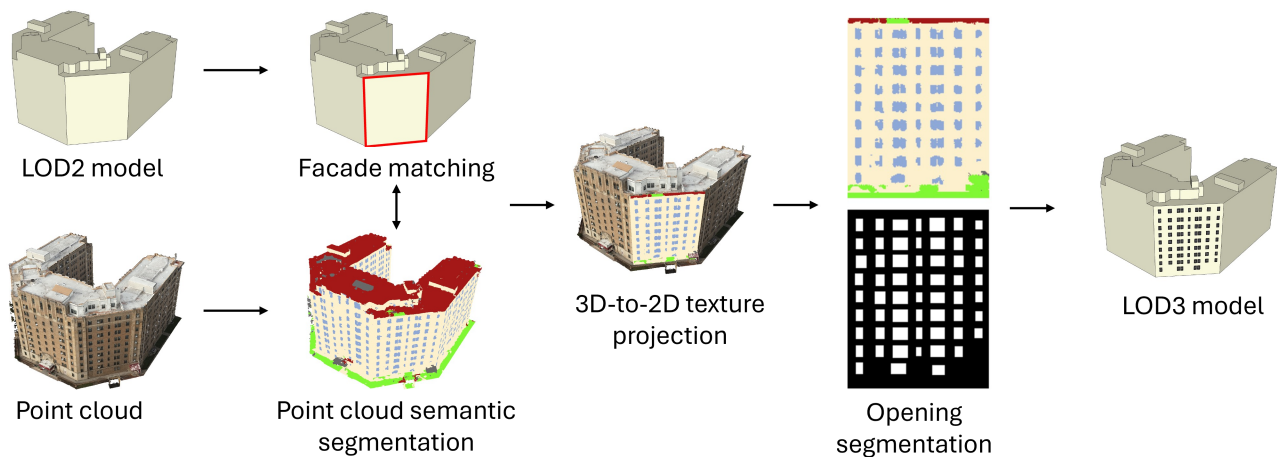 LOD2 model
Facade matching
Point cloud
Point cloud semantic
segmentation
3D-to-2D texture
projection
Opening
segmentation
LOD3 model